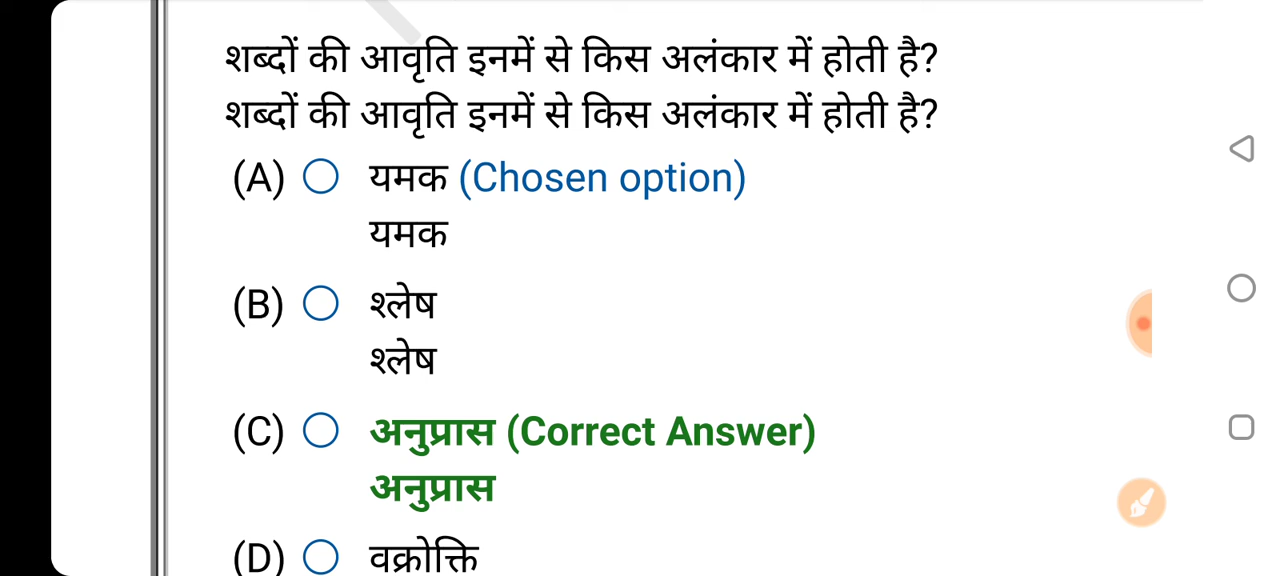 शब्दों की आवृति इनमें से किस अलंकार में होती है?
शब्दों की आवृति इनमें से किस अलंकार में होती है?
(A) यमक (Chosen option)
यमक
(B) श्लेष
श्लेष
(C) अनुप्रास (Correct Answer)
अनुप्रास
(D) वक्रोक्ति